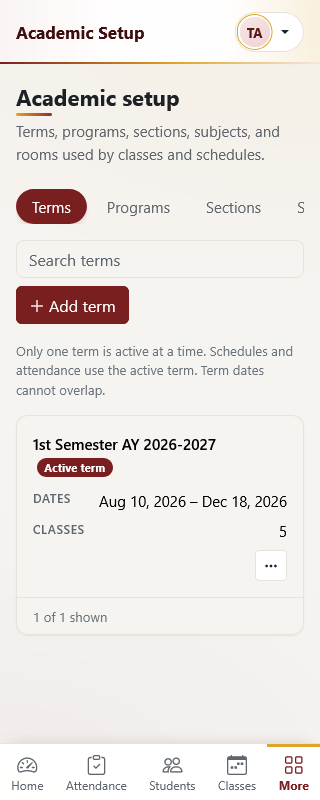 Academic Setup
TA
Academic setup
Terms, programs, sections, subjects, and
rooms used by classes and schedules.
Terms
Programs
Sections
S
Search terms
+ Add term
Only one term is active at a time. Schedules and
attendance use the active term. Term dates
cannot overlap.
1st Semester AY 2026-2027
Active term
DATES Aug 10, 2026 – Dec 18, 2026
CLASSES 5
1 of 1 shown
Home Attendance Students Classes More